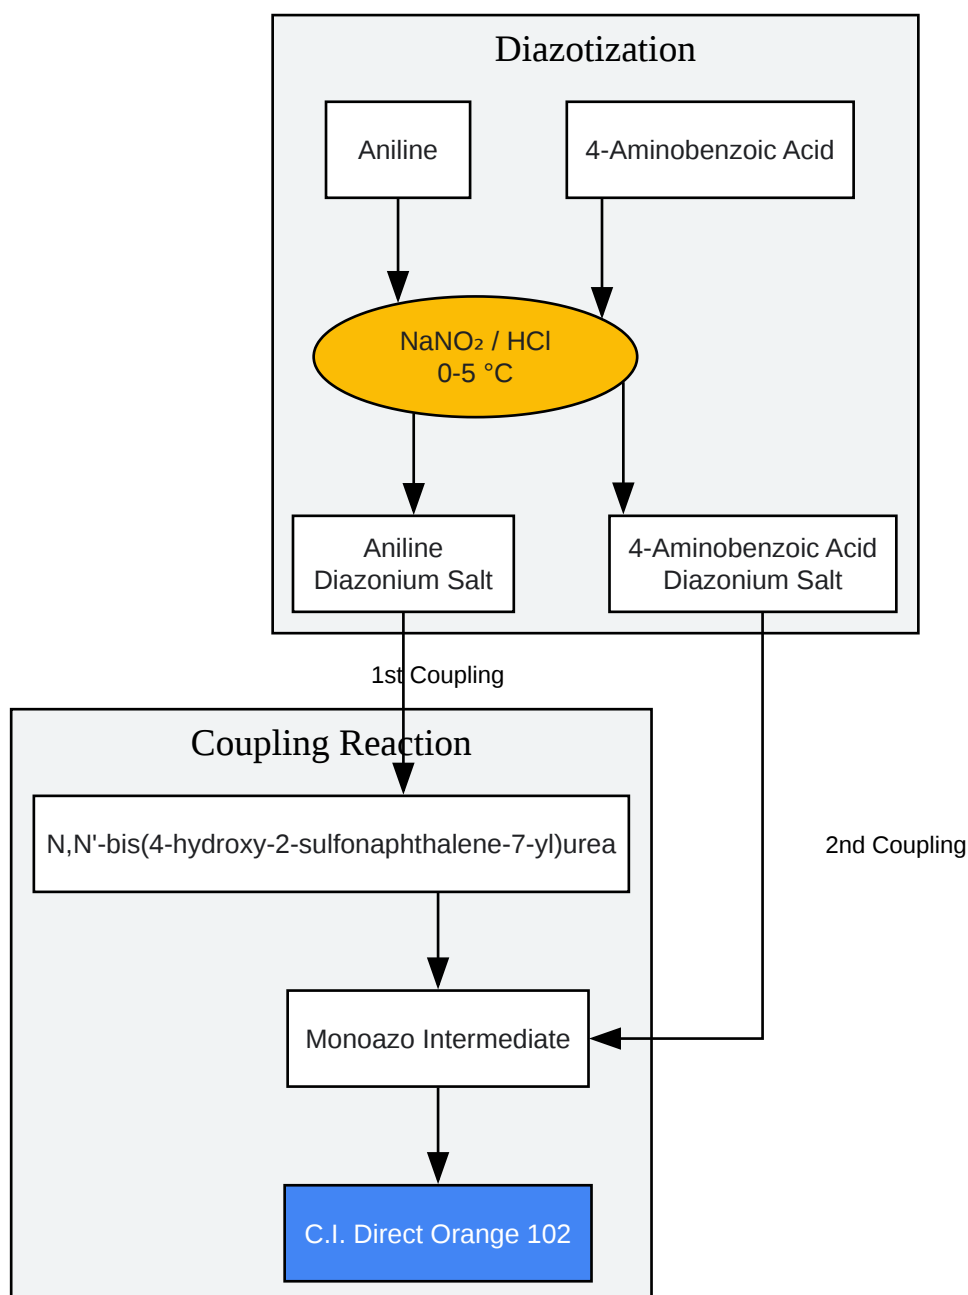 Diazotization
Aniline
4-Aminobenzoic Acid
NaNO₂ / HCl
0-5 °C
Aniline
Diazonium Salt
4-Aminobenzoic Acid
Diazonium Salt
1st Coupling
Coupling Reaction
N,N'-bis(4-hydroxy-2-sulfonaphthalene-7-yl)urea
2nd Coupling
Monoazo Intermediate
C.I. Direct Orange 102